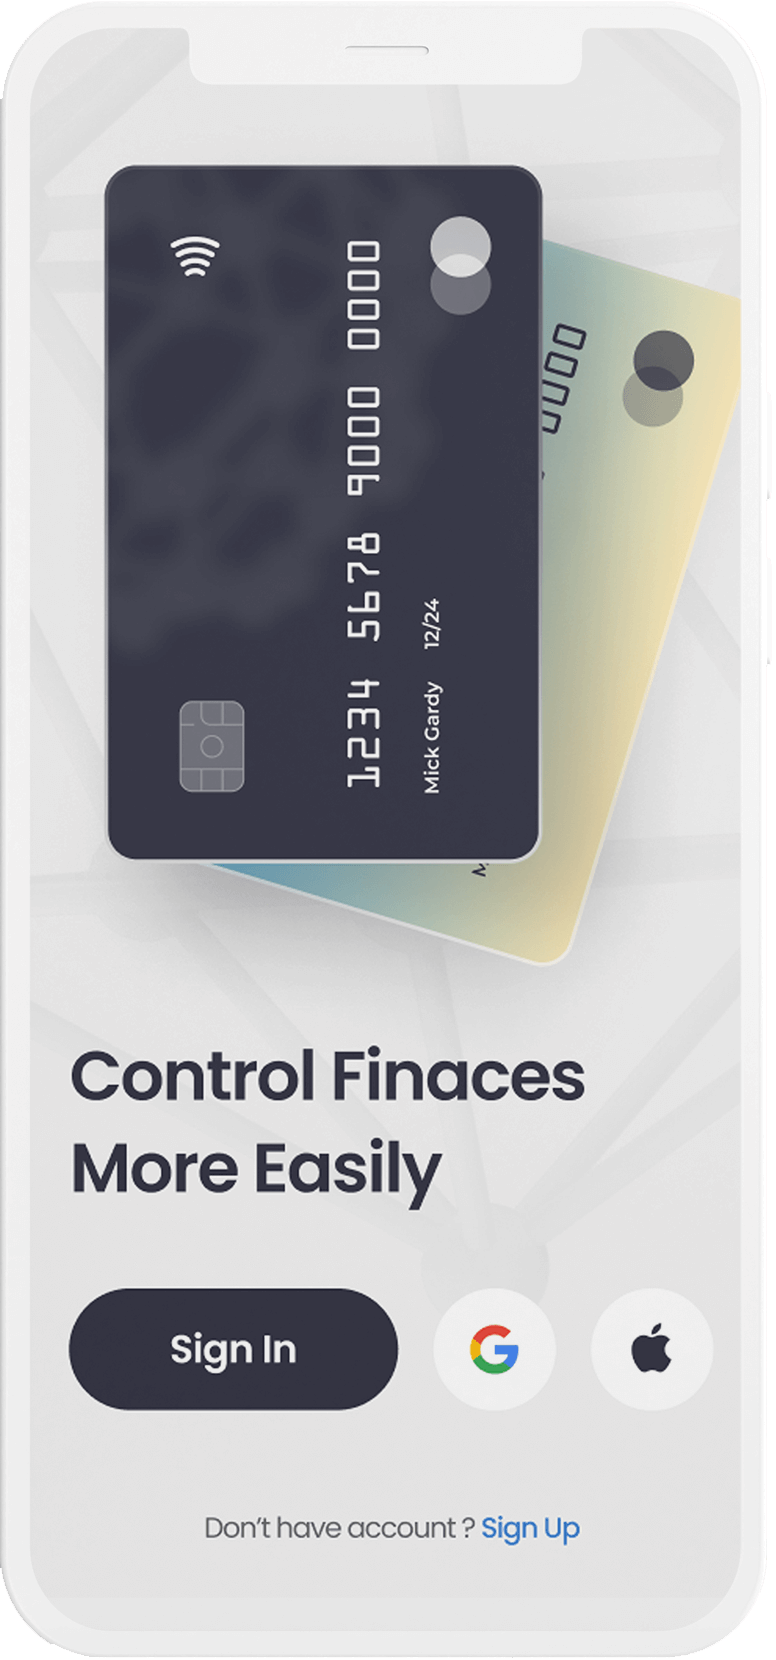 1234 5678 9000 0000
Mick Gardy 12/24
0000
Control Finaces
More Easily
Sign In
Don't have account ? Sign Up